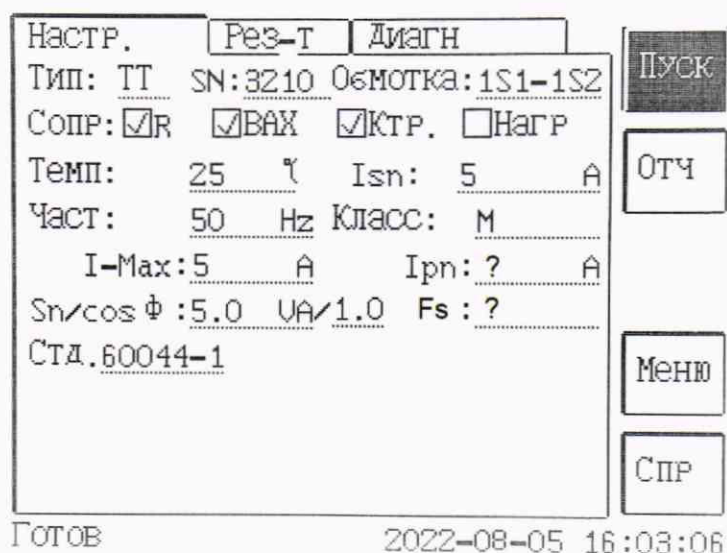 Настр. Рез-Т Диагн
Тип: ТТ SN:3210 Обмотка:1S1-1S2
Сопр: ☑R ☑ВАХ ☑Ктр. ☐Нагр
Темп: 25 ℃ Isn: 5 A
Част: 50 Hz Класс: М
I-Max:5 A Ipn: ? A
Sn/cos Φ :5.0 VA/1.0 Fs : ?
Стд.60044-1
Готов 2022-08-05 16:03:06
Пуск
Отч
Меню
Спр